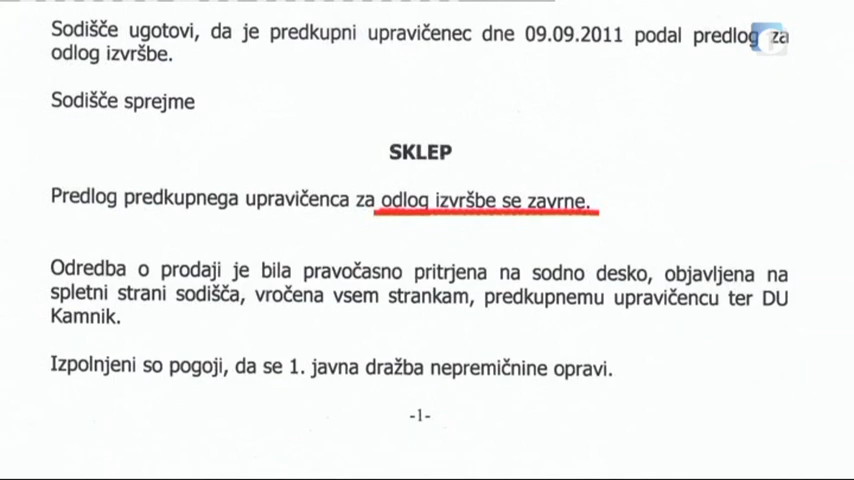 Sodišče ugotovi, da je predkupni upravičenec dne 09.09.2011 podal predlog za
odlog izvršbe.
Sodišče sprejme
SKLEP
Predlog predkupnega upravičenca za odlog izvršbe se zavrne.
Odredba o prodaji je bila pravočasno pritrjena na sodno desko, objavljena na
spletni strani sodišča, vročena vsem strankam, predkupnemu upravičencu ter DU
Kamnik.
Izpolnjeni so pogoji, da se 1. javna dražba nepremičnine opravi.
-1-